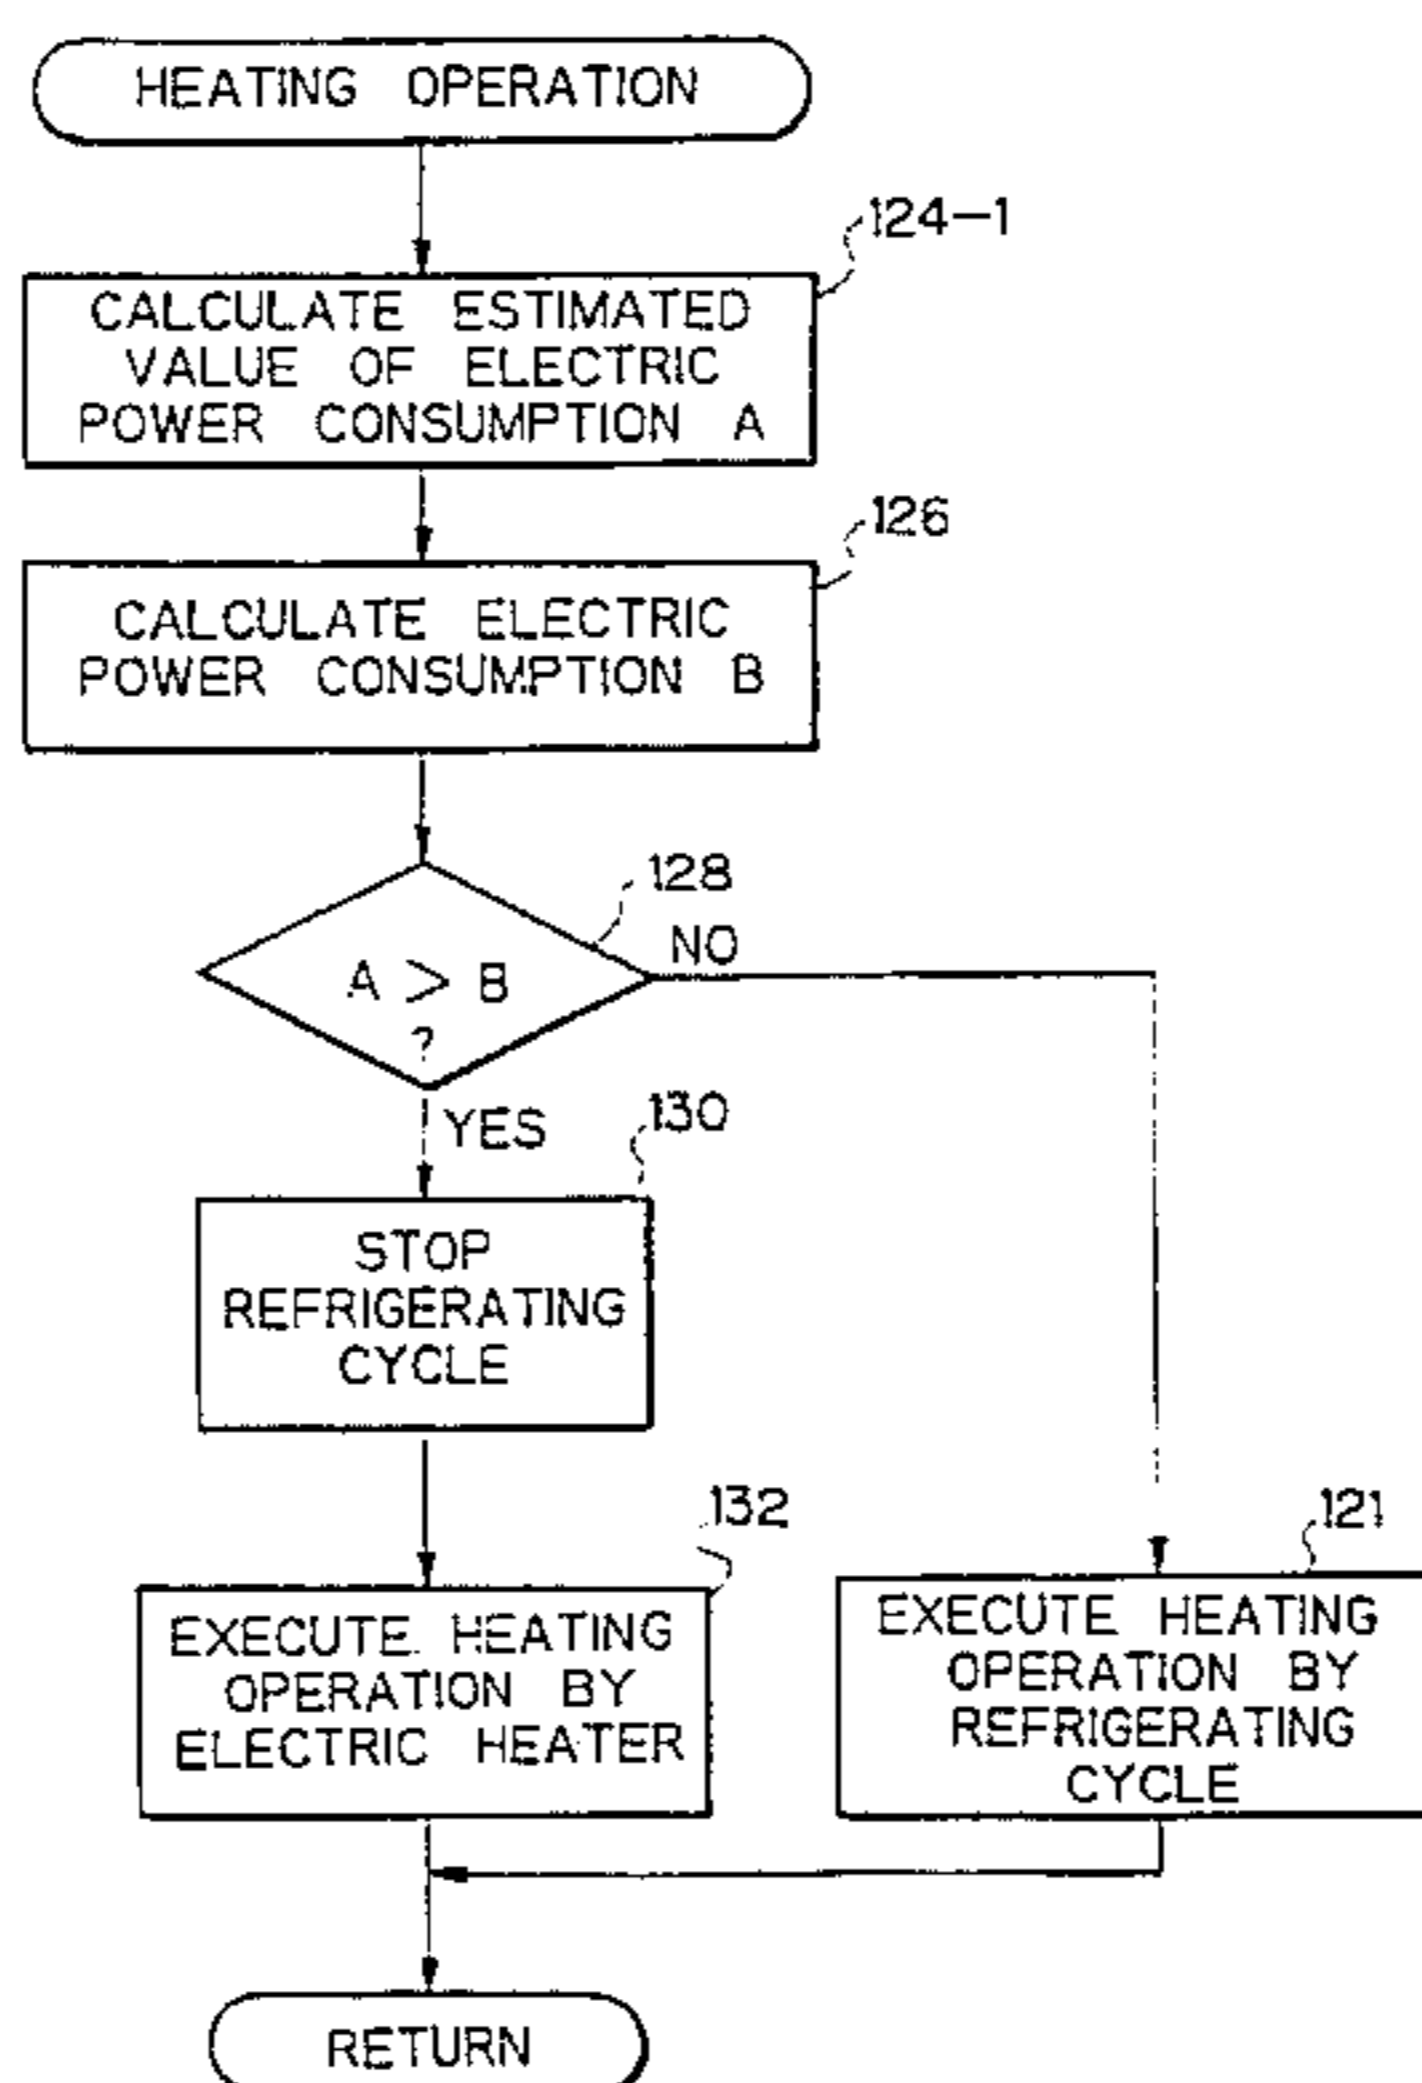 HEATING OPERATION
124-1
CALCULATE ESTIMATED
VALUE OF ELECTRIC
POWER CONSUMPTION A
126
CALCULATE ELECTRIC
POWER CONSUMPTION B
128
NO
A > B
?
YES
130
STOP
REFRIGERATING
CYCLE
132
EXECUTE HEATING
OPERATION BY
ELECTRIC HEATER
121
EXECUTE HEATING
OPERATION BY
REFRIGERATING
CYCLE
RETURN